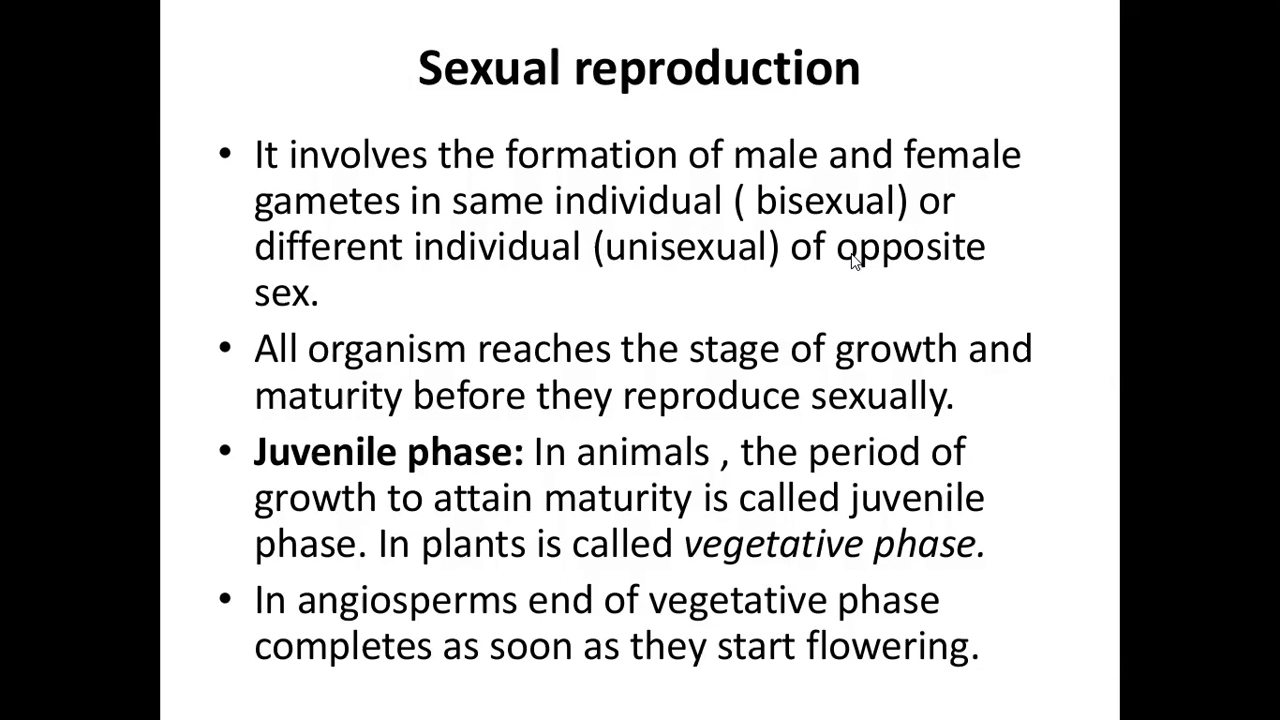 Sexual reproduction
• It involves the formation of male and female
gametes in same individual ( bisexual) or
different individual (unisexual) of opposite
sex.
• All organism reaches the stage of growth and
maturity before they reproduce sexually.
• Juvenile phase: In animals , the period of
growth to attain maturity is called juvenile
phase. In plants is called vegetative phase.
• In angiosperms end of vegetative phase
completes as soon as they start flowering.